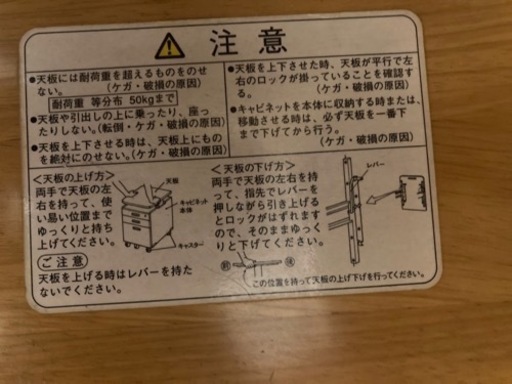 注意
●天板には耐荷重を超えるものをのせ
ない。 (ケガ・破損の原因)
耐荷重 等分布 50kgまで
●天板や引出しの上に乗ったり、座っ
たりしない。(転倒・ケガ・破損の原因)
●天板を上下させる時は、天板上にもの
を絶対にのせない。(ケガ・破損の原因)
●天板を上下させた時、天板が平行で左
右のロックが掛っていることを確認す
る。 (ケガ・破損の原因)
●キャビネットを本体に収納する時または、
移動させる時は、必ず天板を一番下
まで下げてから行う。
(ケガ・破損の原因)
<天板の上げ方>
両手で天板の左
右を持って、使
い易い位置まで
ゆっくりと持ち
上げてください。
ご注意
天板を上げる時はレバーを持た
ないでください。
天板
キャビネット
本体
キャスター
<天板の下げ方>
両手で天板の左右を持っ
て、指先でレバーを
押しながら引き上げる
とロックがはずれますの
で、そのままゆっくり
と下げてください。
レバー
前
後
この位置を持って天板の上げ下げを行ってください。